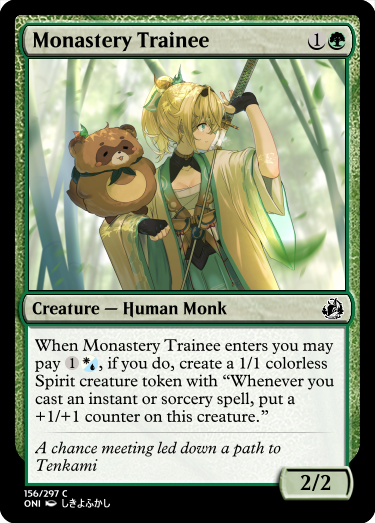 Monastery Trainee 1
Creature — Human Monk
When Monastery Trainee enters you may
pay 1, if you do, create a 1/1 colorless
Spirit creature token with “Whenever you
cast an instant or sorcery spell, put a
+1/+1 counter on this creature.”
A chance meeting led down a path to
Tenkami
2/2
156/297 C
ONI しきよふかし